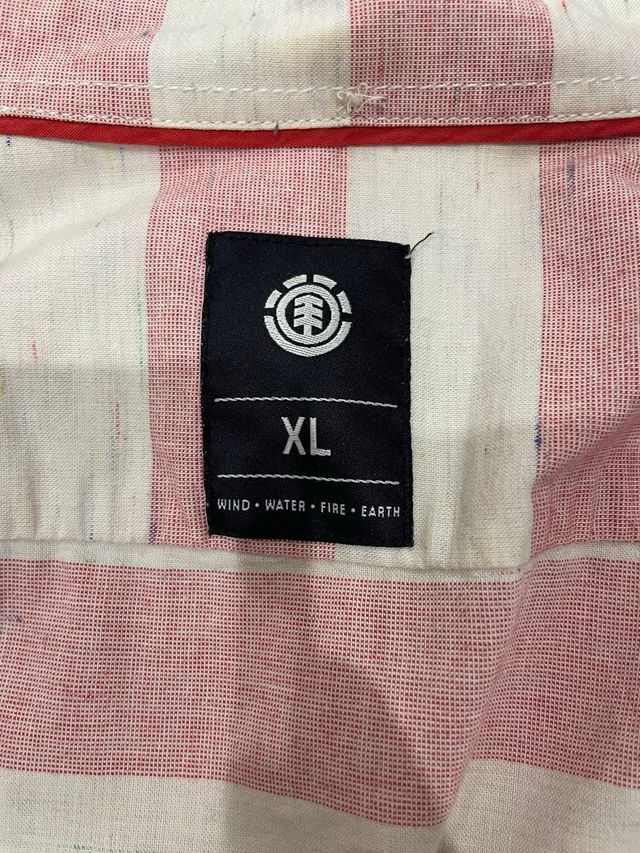 XL
WIND • WATER • FIRE • EARTH